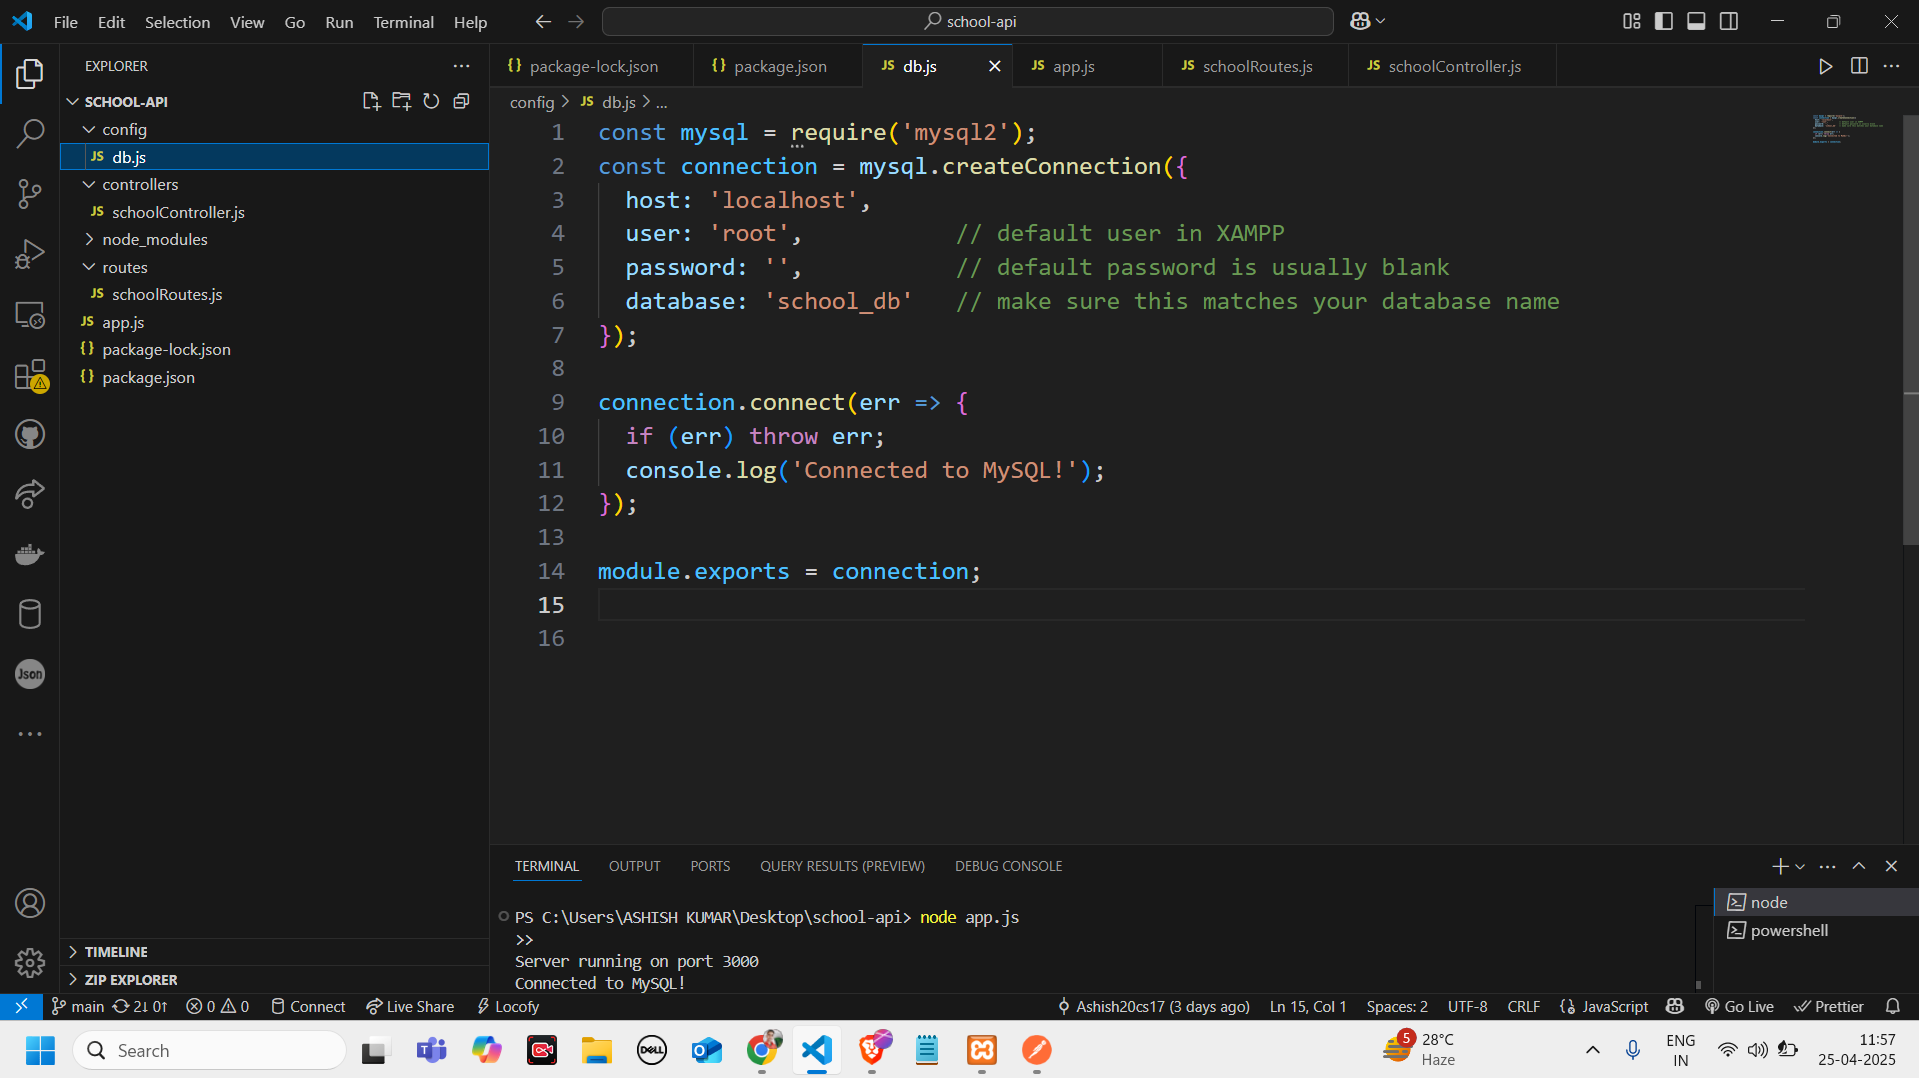 File Edit Selection View Go Run Terminal Help
school-api
EXPLORER
SCHOOL-API
config
JS db.js
controllers
JS schoolController.js
node_modules
routes
JS schoolRoutes.js
JS app.js
{} package-lock.json
{} package.json
TIMELINE
ZIP EXPLORER
Json
{} package-lock.json {} package.json JS db.js JS app.js JS schoolRoutes.js JS schoolController.js
config > JS db.js > ...
1 const mysql = require('mysql2');
2 const connection = mysql.createConnection({
3 host: 'localhost',
4 user: 'root', // default user in XAMPP
5 password: '', // default password is usually blank
6 database: 'school_db' // make sure this matches your database name
7 });
8
9 connection.connect(err => {
10 if (err) throw err;
11 console.log('Connected to MySQL!');
12 });
13
14 module.exports = connection;
15
16
TERMINAL OUTPUT PORTS QUERY RESULTS (PREVIEW) DEBUG CONSOLE
PS C:\Users\ASHISH KUMAR\Desktop\school-api> node app.js
>>
Server running on port 3000
Connected to MySQL!
node
powershell
main 2↓ 0↑ 0 0 Connect Live Share Locofy Ashish20cs17 (3 days ago) Ln 15, Col 1 Spaces: 2 UTF-8 CRLF {} JavaScript Go Live Prettier
Search
DELL
5
28°C
Haze
ENG
IN
11:57
25-04-2025